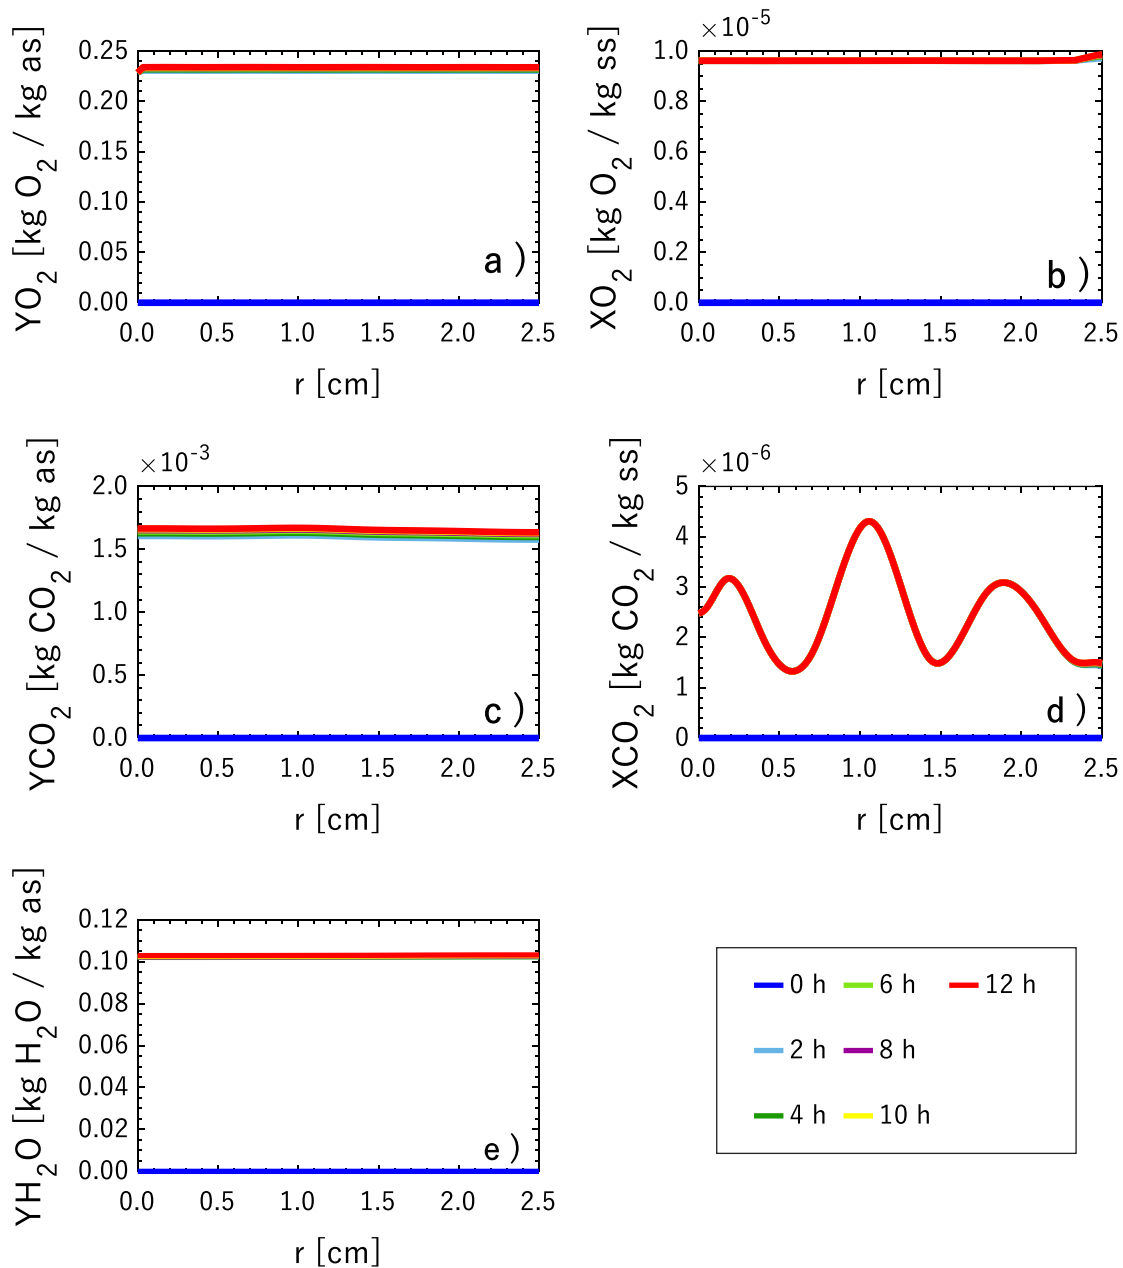 YO2 [kg O2 / kg as]
0.25
0.20
0.15
0.10
0.05
0.00
a )
0.0 0.5 1.0 1.5 2.0 2.5
r [cm]
×10-5
XO2 [kg O2 / kg ss]
1.0
0.8
0.6
0.4
0.2
0.0
b )
0.0 0.5 1.0 1.5 2.0 2.5
r [cm]
×10-3
YCO2 [kg CO2 / kg as]
2.0
1.5
1.0
0.5
0.0
c )
0.0 0.5 1.0 1.5 2.0 2.5
r [cm]
×10-6
XCO2 [kg CO2 / kg ss]
5
4
3
2
1
0
d )
0.0 0.5 1.0 1.5 2.0 2.5
r [cm]
YH2O [kg H2O / kg as]
0.12
0.10
0.08
0.06
0.04
0.02
0.00
e )
0.0 0.5 1.0 1.5 2.0 2.5
r [cm]
0 h 6 h 12 h
2 h 8 h
4 h 10 h